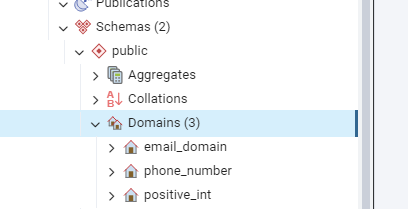 Publications
Schemas (2)
public
Aggregates
Collations
Domains (3)
email_domain
phone_number
positive_int